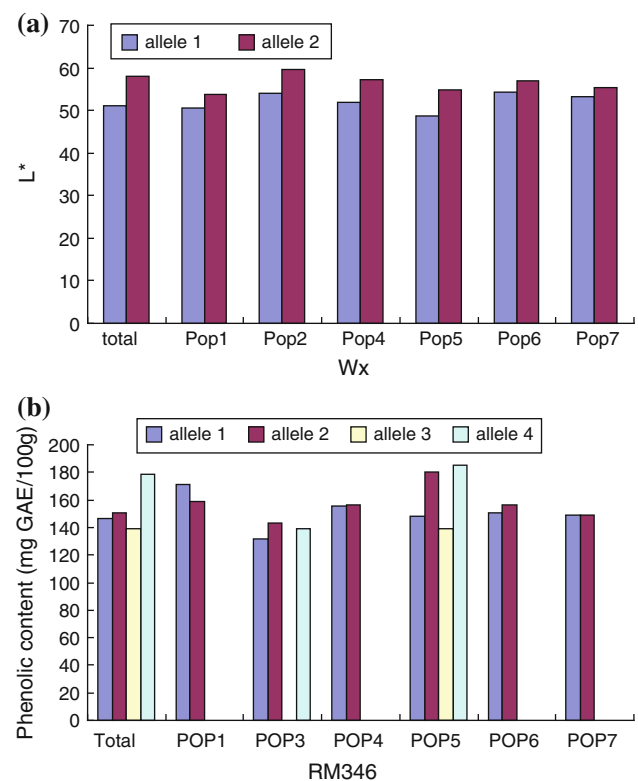 (a)
allele 1 allele 2
70
60
50
40
30
20
10
0
L*
total Pop1 Pop2 Pop4 Pop5 Pop6 Pop7
Wx
(b)
allele 1 allele 2 allele 3 allele 4
200
180
160
140
120
100
80
60
40
20
0
Phenolic content (mg GAE/100g)
Total POP1 POP3 POP4 POP5 POP6 POP7
RM346